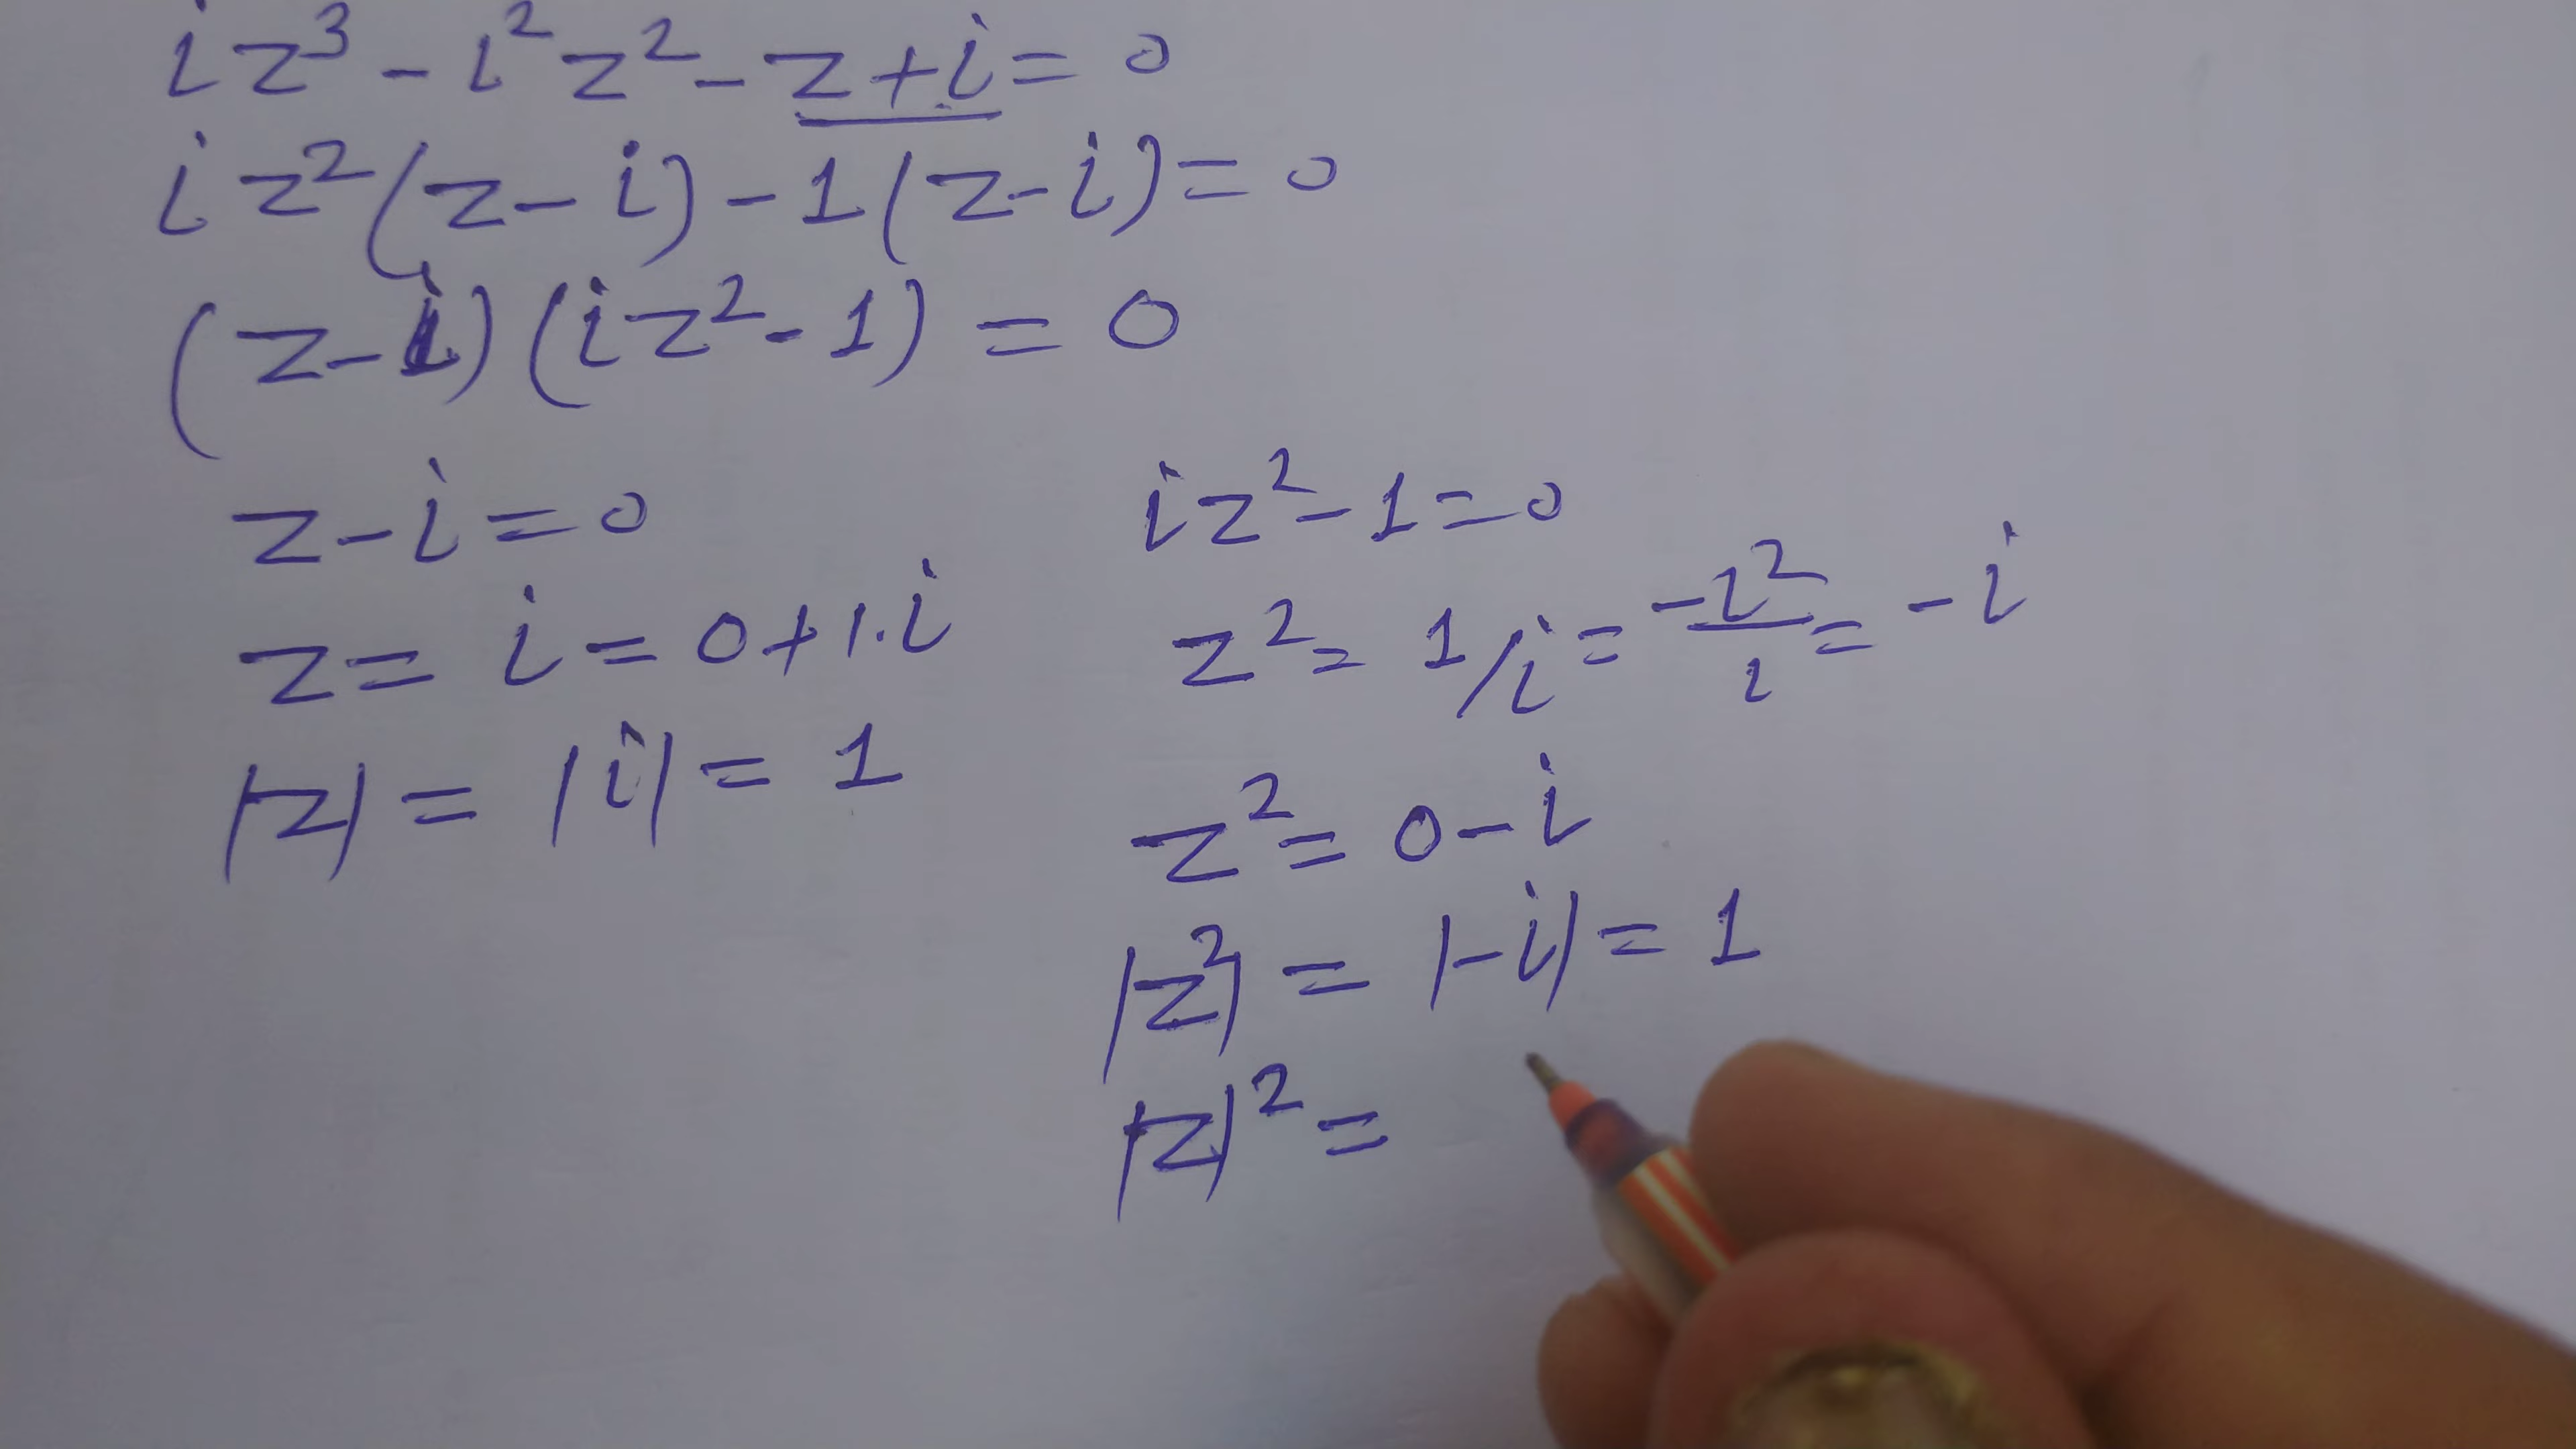 iz³ - i²z² - z + i = 0
iz²(z - i) - 1(z - i) = 0
(z - i)(iz² - 1) = 0
z - i = 0
z = i = 0 + 1.i
|z| = |i| = 1
iz² - 1 = 0
z² = 1/i = -i²/i = -i
z² = 0 - i
|z²| = |-i| = 1
|z|² =